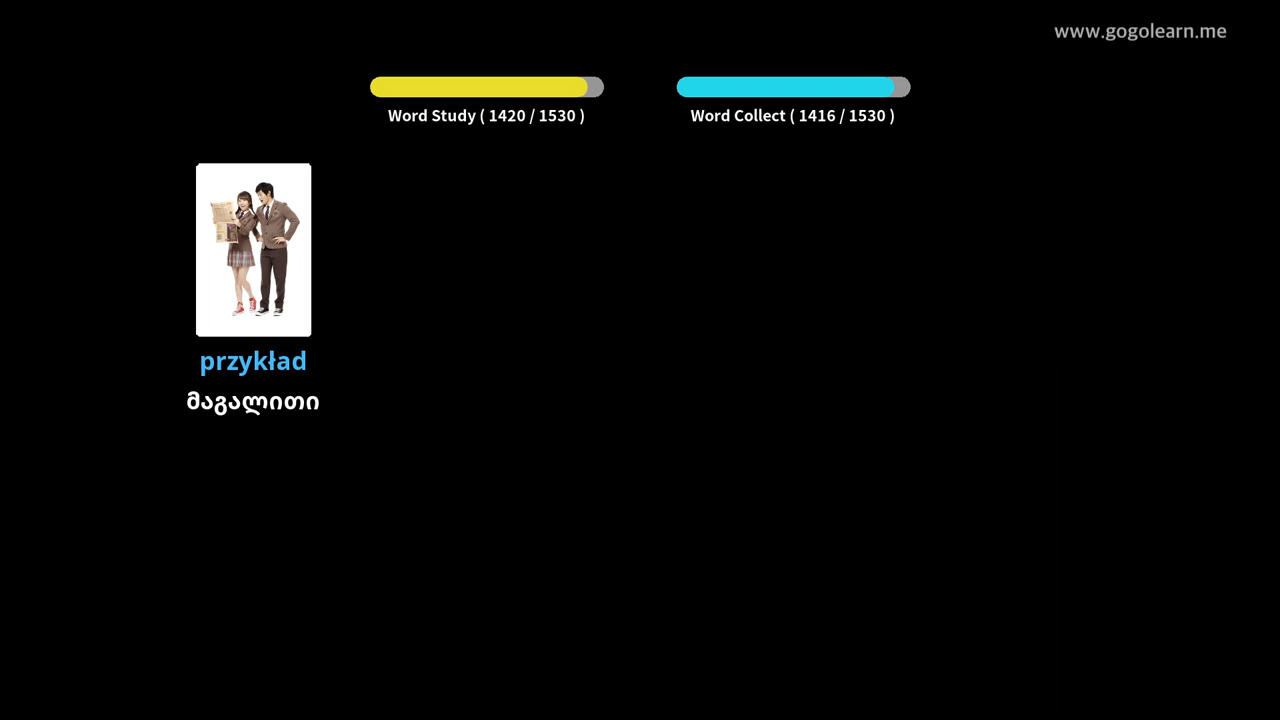 www.gogolearn.me
Word Study ( 1420 / 1530 )
Word Collect ( 1416 / 1530 )
przykład
მაგალითი